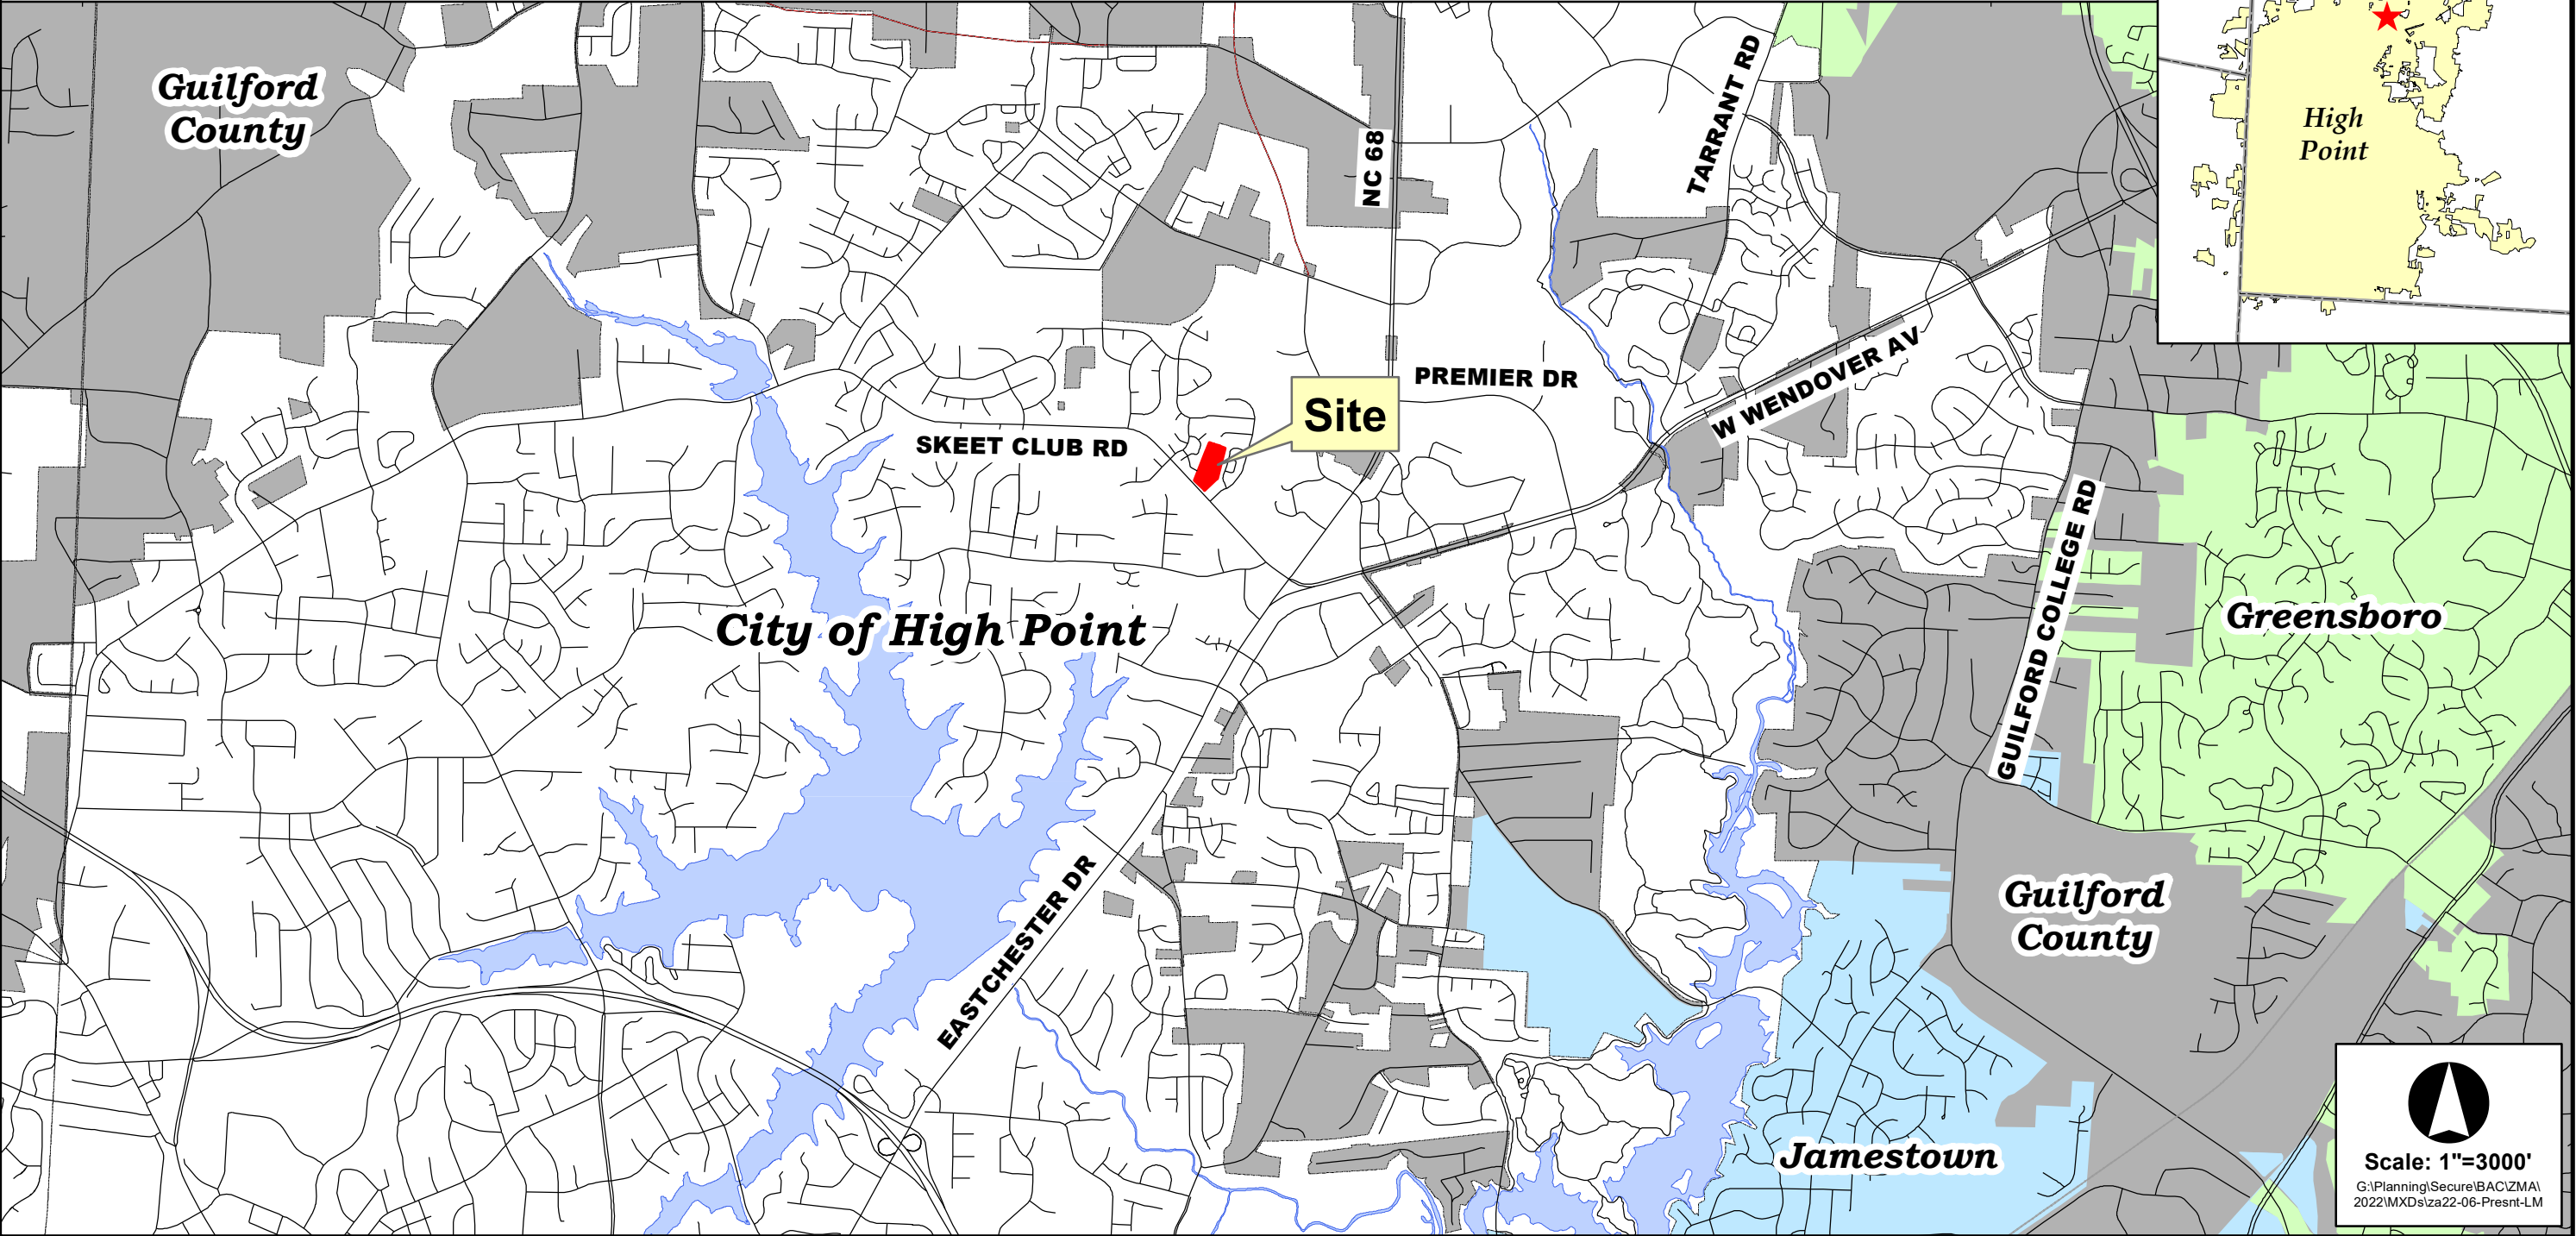 Guilford
County
NC 68
TARRANT RD
High
Point
PREMIER DR
W WENDOVER AV
Site
SKEET CLUB RD
GUILFORD COLLEGE RD
City of High Point
Greensboro
EASTCHESTER DR
Guilford
County
Jamestown
Scale: 1"=3000'
G:\Planning\Secure\BAC\ZMA\
2022\MXDs\za22-06-Presnt-LM